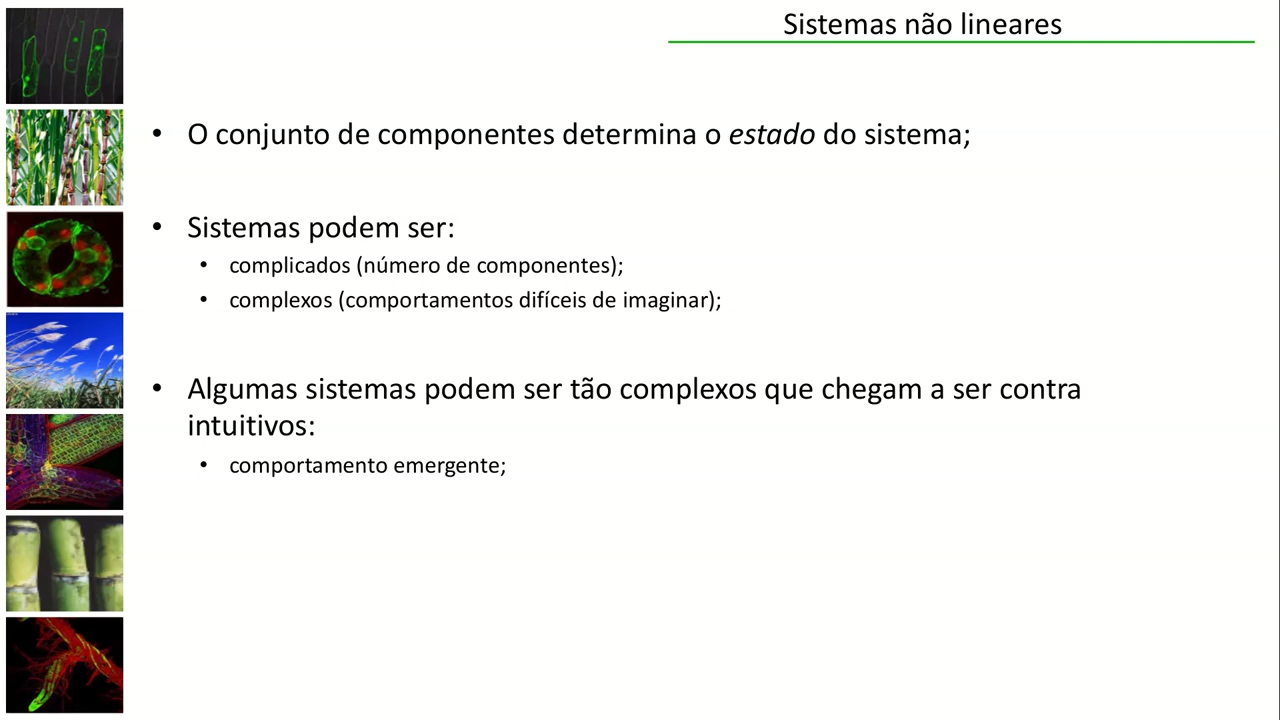 Sistemas não lineares
• O conjunto de componentes determina o estado do sistema;
• Sistemas podem ser:
• complicados (número de componentes);
• complexos (comportamentos difíceis de imaginar);
• Algumas sistemas podem ser tão complexos que chegam a ser contra
intuitivos:
• comportamento emergente;